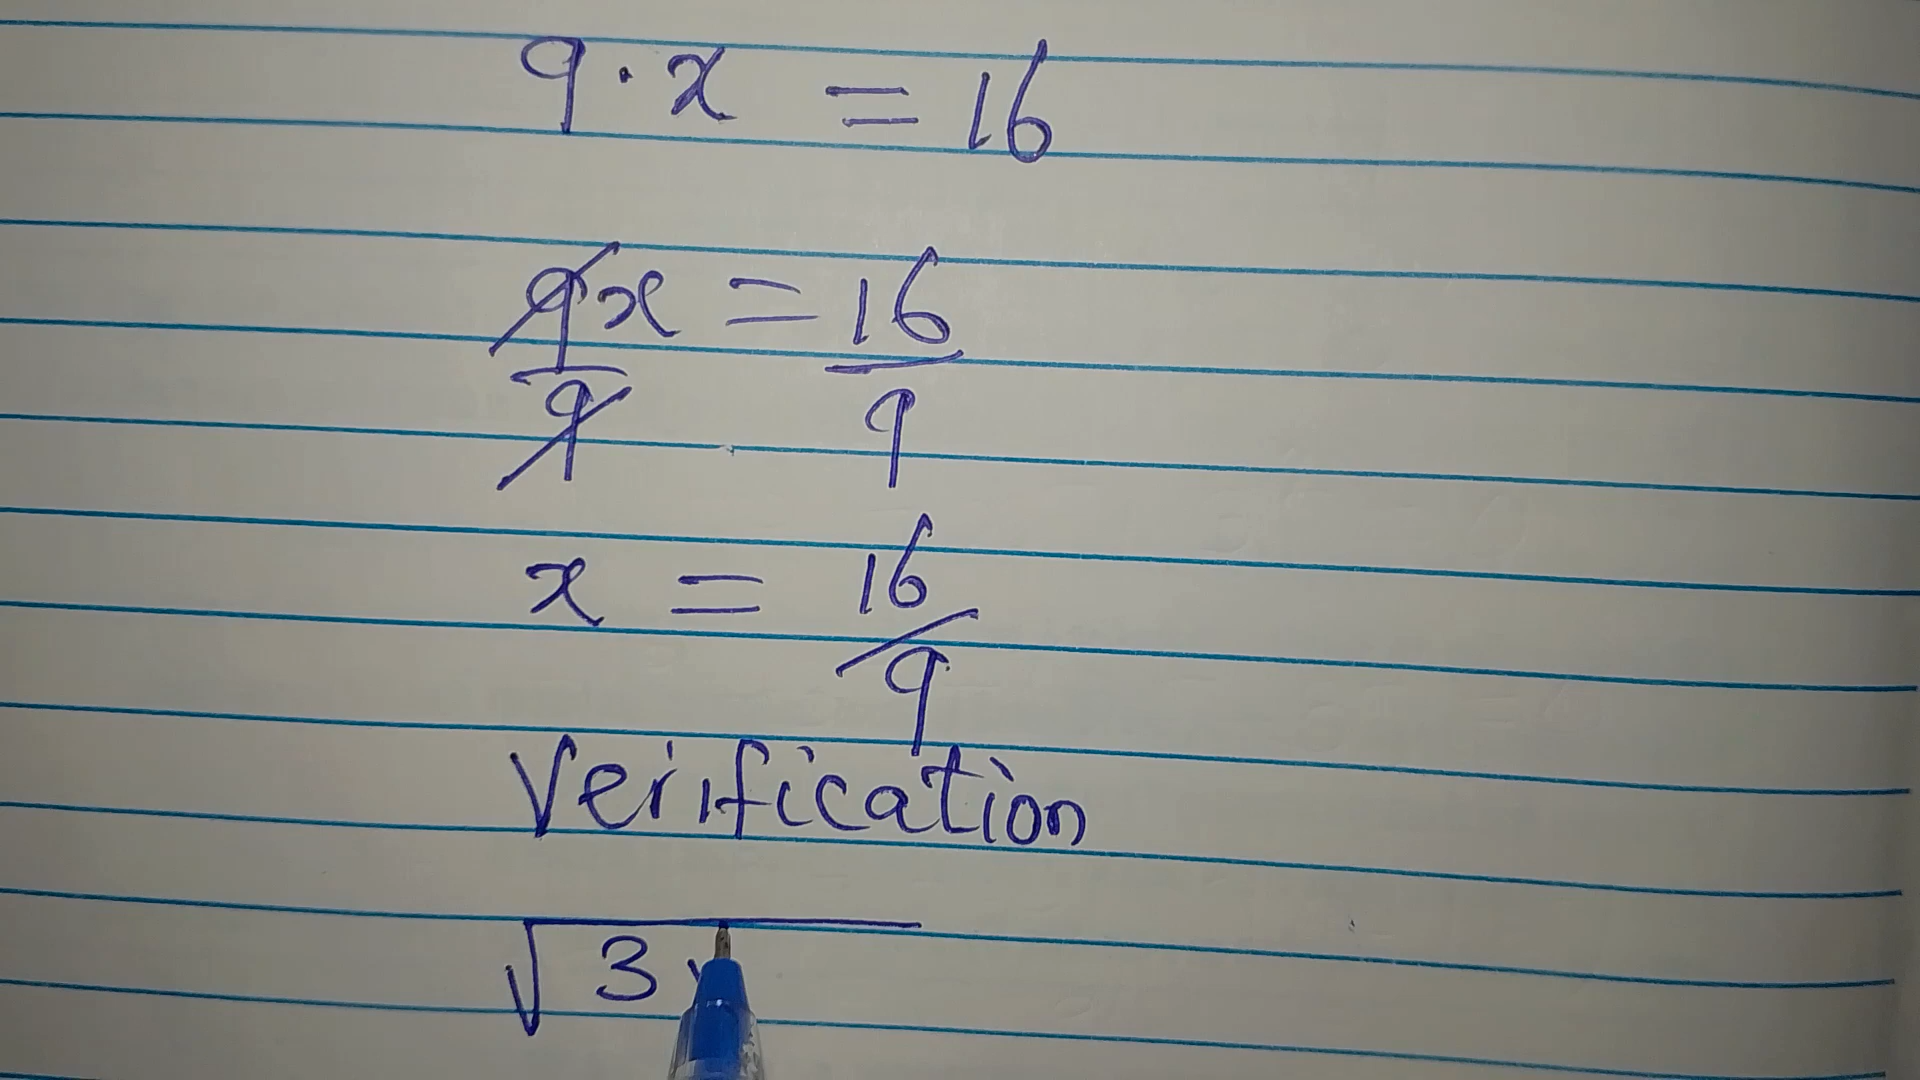 9 · x = 16
9x/9 = 16/9
x = 16/9
Verification
√3√